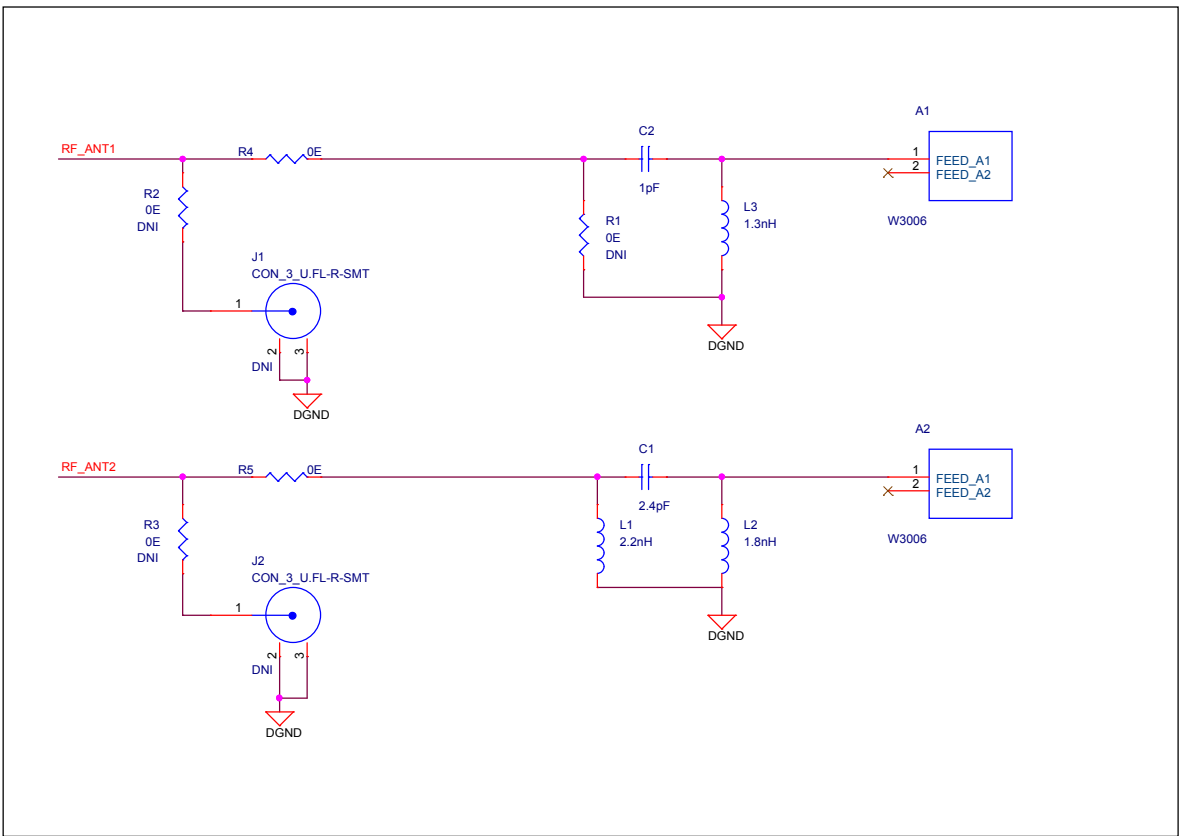 A1
C2
RF_ANT1
R4
0E
1
FEED_A1
2
FEED_A2
1pF
R2
0E
DNI
L3
1.3nH
R1
0E
DNI
W3006
J1
CON_3_U.FL-R-SMT
1
2
3
DNI
DGND
DGND
A2
C1
RF_ANT2
R5
0E
1
FEED_A1
2
FEED_A2
2.4pF
R3
0E
DNI
L1
2.2nH
L2
1.8nH
W3006
J2
CON_3_U.FL-R-SMT
1
2
3
DNI
DGND
DGND